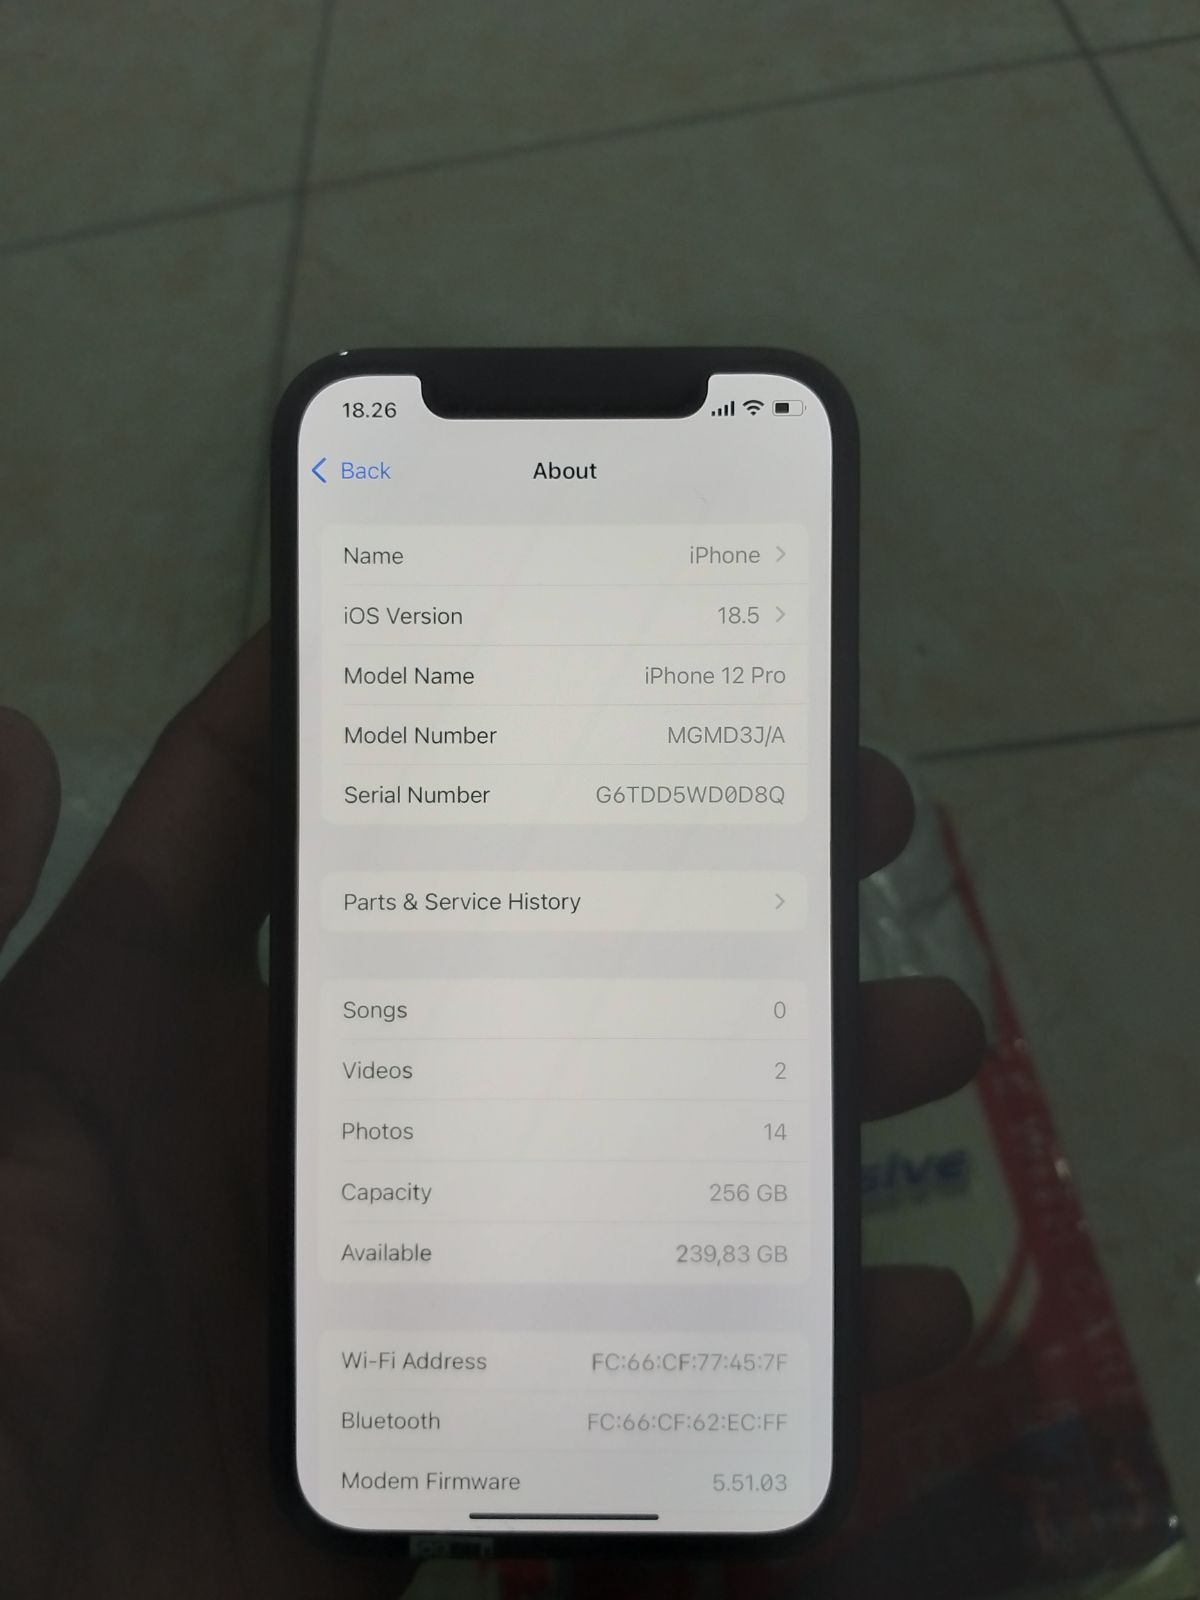 18.26
Back
About
Name iPhone
iOS Version 18.5
Model Name iPhone 12 Pro
Model Number MGMD3J/A
Serial Number G6TDD5WD0D8Q
Parts & Service History
Songs 0
Videos 2
Photos 14
Capacity 256 GB
Available 239,83 GB
Wi-Fi Address FC:66:CF:77:45:7F
Bluetooth FC:66:CF:62:EC:FF
Modem Firmware 5.51.03